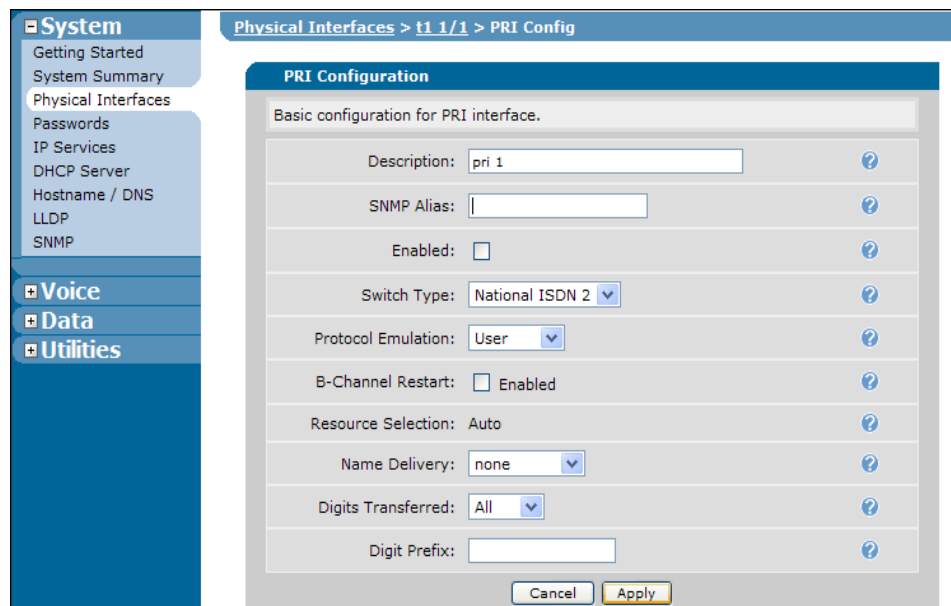 System
Getting Started
System Summary
Physical Interfaces
Passwords
IP Services
DHCP Server
Hostname / DNS
LLDP
SNMP
Voice
Data
Utilities
Physical Interfaces > t1 1/1 > PRI Config
PRI Configuration
Basic configuration for PRI interface.
Description: pri 1
SNMP Alias:
Enabled:
Switch Type: National ISDN 2
Protocol Emulation: User
B-Channel Restart: Enabled
Resource Selection: Auto
Name Delivery: none
Digits Transferred: All
Digit Prefix:
Cancel Apply